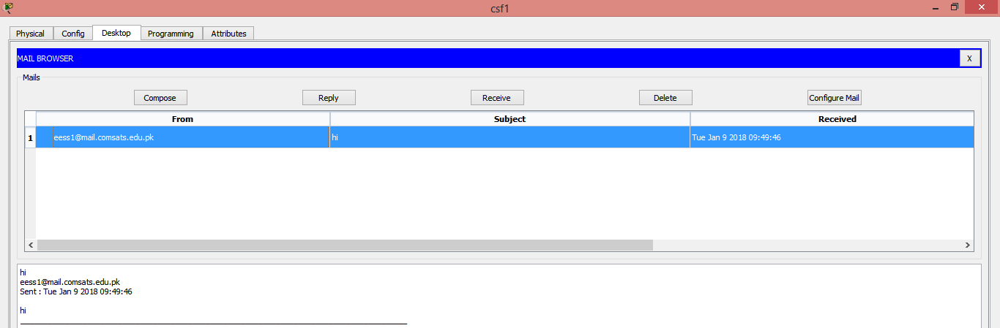 csf1
Physical Config Desktop Programming Attributes
MAIL BROWSER X
Mails
Compose Reply Receive Delete Configure Mail
From Subject Received
1 eess1@mail.comsats.edu.pk hi Tue Jan 9 2018 09:49:46
hi
eess1@mail.comsats.edu.pk
Sent : Tue Jan 9 2018 09:49:46
hi